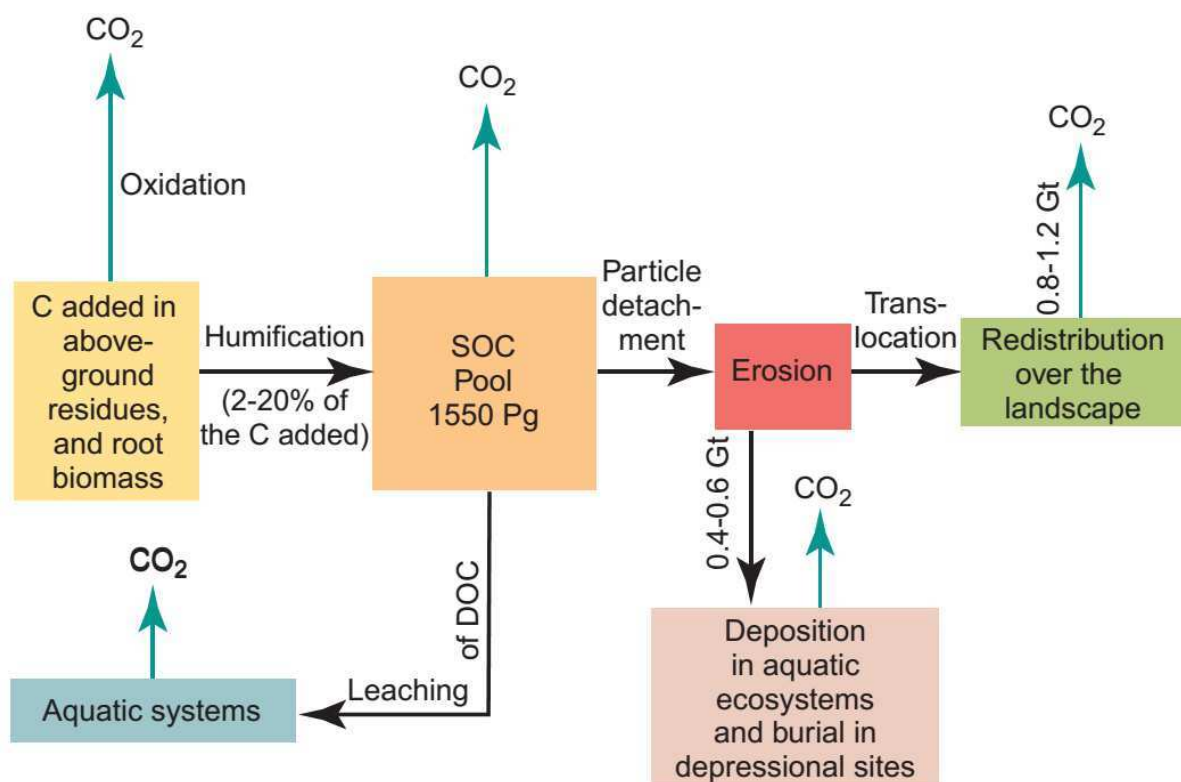 CO2
Oxidation
C added in
above-
ground
residues,
and root
biomass
Humification
(2-20% of
the C added)
CO2
SOC
Pool
1550 Pg
Particle
detach-
ment
Erosion
Trans-
location
CO2
0.8-1.2 Gt
Redistribution
over the
landscape
0.4-0.6 Gt
CO2
Deposition
in aquatic
ecosystems
and burial in
depressional sites
of DOC
Leaching
CO2
Aquatic systems